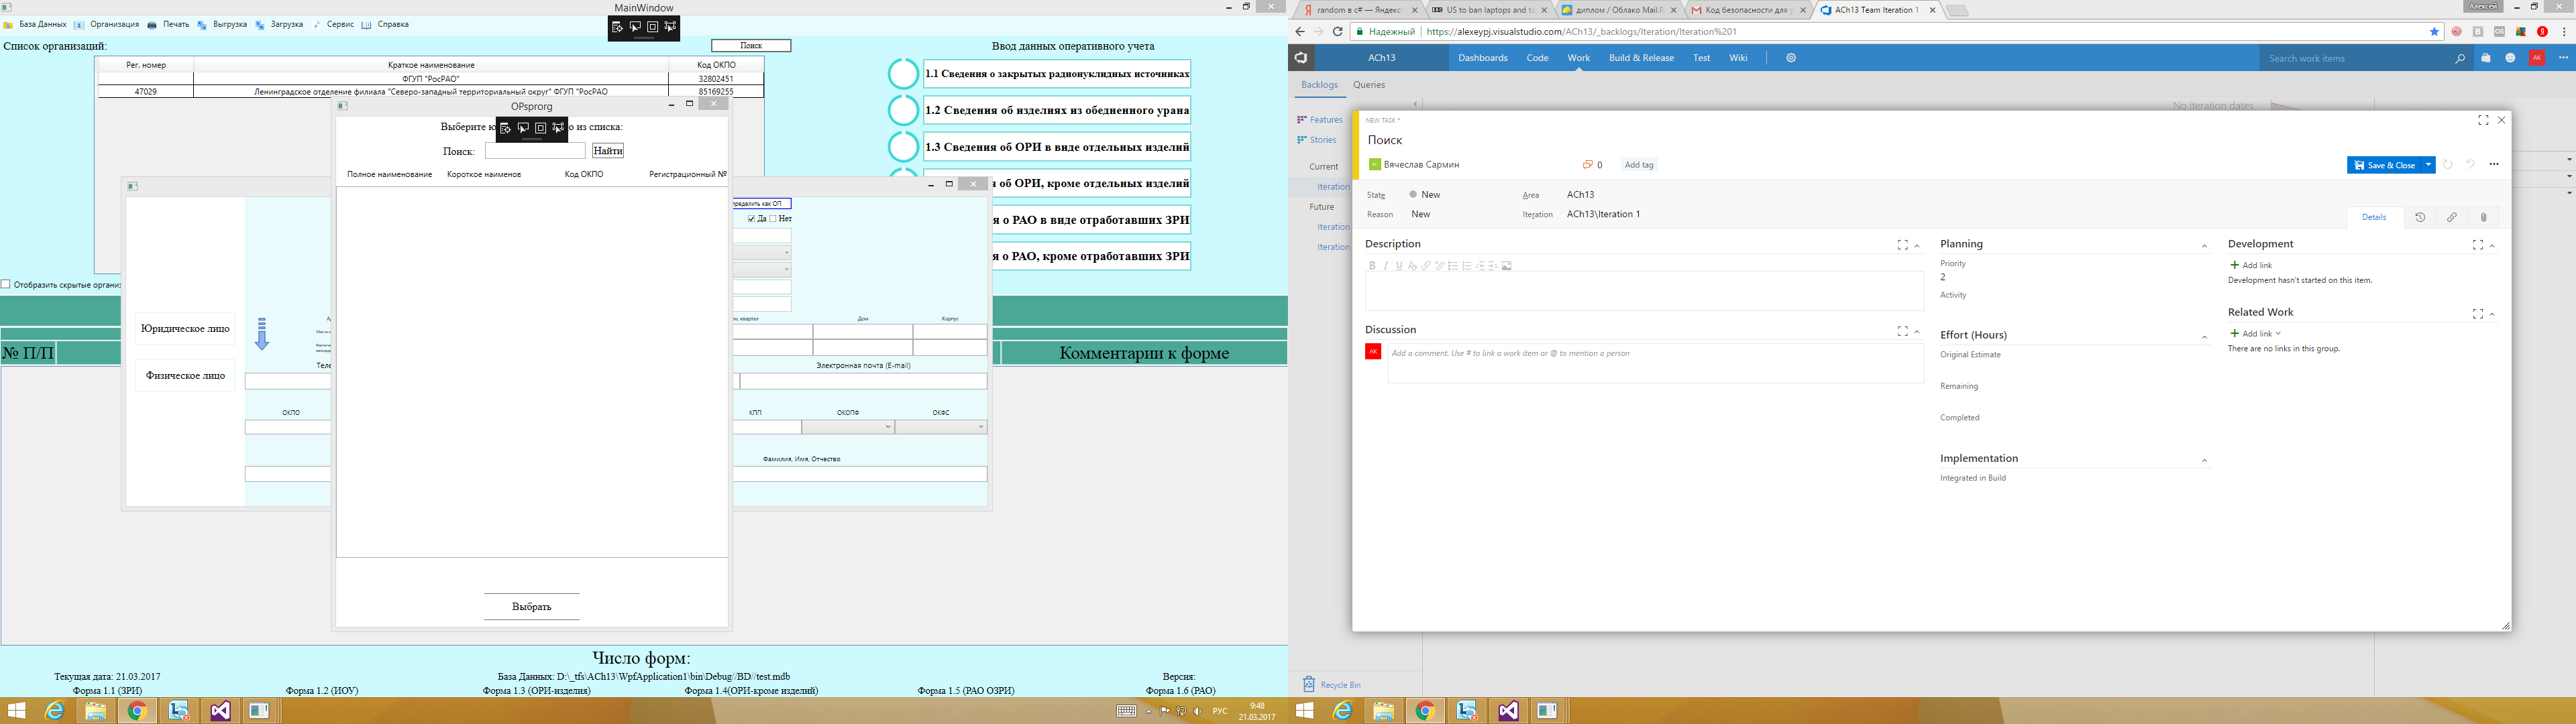 MainWindow
База Данных Организация Печать Выгрузка Загрузка Сервис Справка
Список организаций:
Поиск
Ввод данных оперативного учета
Рег. номер Краткое наименование Код ОКПО
ФГУП "РосРАО" 32802451
47029 Ленинградское отделение филиала "Северо-западный территориальный округ" ФГУП "РосРАО 85169255
1.1 Сведения о закрытых радионуклидных источниках
1.2 Сведения об изделиях из обедненного урана
1.3 Сведения об ОРИ в виде отдельных изделий
я об ОРИ, кроме отдельных изделий
я о РАО в виде отработавших ЗРИ
я о РАО, кроме отработавших ЗРИ
Отобразить скрытые организ
OPsprorg
Выберите ю о из списка:
Поиск: Найти
Полное наименование Короткое наименов Код ОКПО Регистрационный №
Выбрать
пределить как ОП
Да Нет
Юридическое лицо
Физическое лицо
н, квартал Дом Корпус
Теле Электронная почта (E-mail)
ОКПО КПП ОКОПФ ОКФС
Фамилия, Имя, Отчество
№ П/П Комментарии к форме
Число форм:
Текущая дата: 21.03.2017 База Данных: D:\_tfs\ACh13\WpfApplication1\bin\Debug//BD//test.mdb Версия:
Форма 1.1 (ЗРИ) Форма 1.2 (ИОУ) Форма 1.3 (ОРИ-изделия) Форма 1.4(ОРИ-кроме изделий) Форма 1.5 (РАО ОЗРИ) Форма 1.6 (РАО)
РУС 9:48
21.03.2017
random в c# — Яндекс: US to ban laptops and ta диплом / Облако Mail.R Код безопасности для у ACh13 Team Iteration 1 Алексей
Надежный https://alexeypj.visualstudio.com/ACh13/_backlogs/Iteration/Iteration%201
ACh13 Dashboards Code Work Build & Release Test Wiki Search work items AK
Backlogs Queries
No iteration dates
Features
Stories
Current
Iteration
Future
Iteration
Iteration
Recycle Bin
NEW TASK *
Поиск
Вячеслав Сармин 0 Add tag Save & Close
State New Area ACh13
Reason New Iteration ACh13\Iteration 1
Details
Description
Discussion
AK Add a comment. Use # to link a work item or @ to mention a person
Planning
Priority
2
Activity
Effort (Hours)
Original Estimate
Remaining
Completed
Implementation
Integrated in Build
Development
Add link
Development hasn't started on this item.
Related Work
Add link
There are no links in this group.